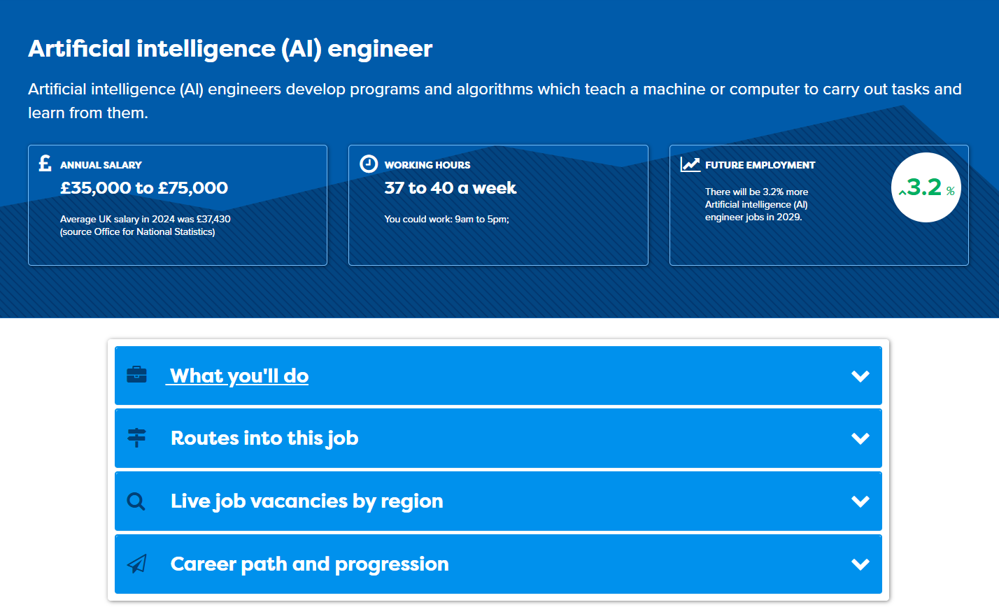 Artificial intelligence (AI) engineer
Artificial intelligence (AI) engineers develop programs and algorithms which teach a machine or computer to carry out tasks and
learn from them.
£ ANNUAL SALARY
£35,000 to £75,000
Average UK salary in 2024 was £37,430
(source Office for National Statistics)
WORKING HOURS
37 to 40 a week
You could work: 9am to 5pm;
FUTURE EMPLOYMENT
There will be 3.2% more
Artificial intelligence (AI)
engineer jobs in 2029.
3.2 %
What you'll do
Routes into this job
Live job vacancies by region
Career path and progression